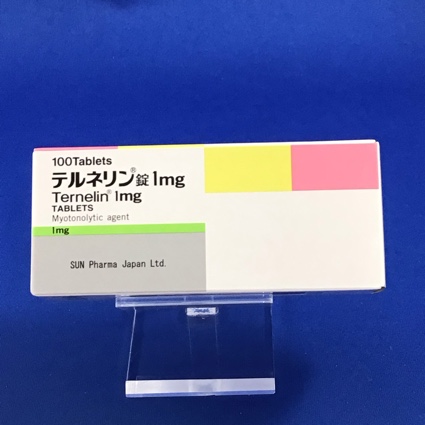 100Tablets
テルネリン®錠1mg
Ternelin® 1mg
TABLETS
Myotonolytic agent
1mg
SUN Pharma Japan Ltd.